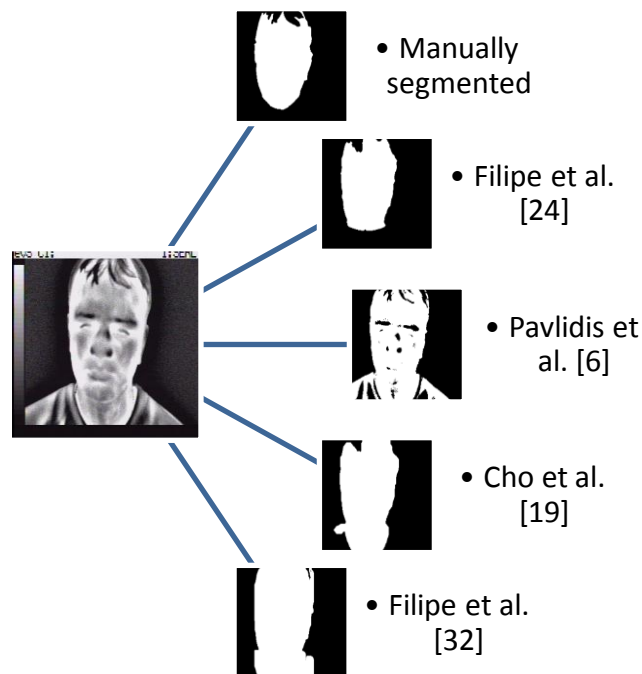 • Manually
segmented
• Filipe et al.
[24]
• Pavlidis et
al. [6]
• Cho et al.
[19]
• Filipe et al.
[32]